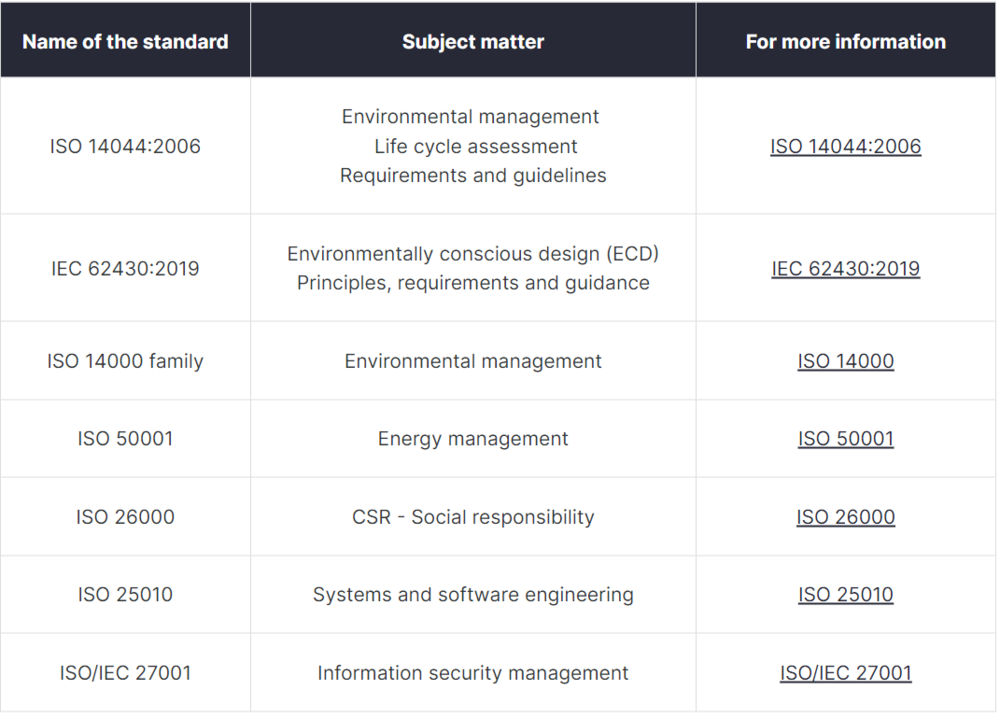 Name of the standard Subject matter For more information
ISO 14044:2006 Environmental management
Life cycle assessment
Requirements and guidelines ISO 14044:2006
IEC 62430:2019 Environmentally conscious design (ECD)
Principles, requirements and guidance IEC 62430:2019
ISO 14000 family Environmental management ISO 14000
ISO 50001 Energy management ISO 50001
ISO 26000 CSR - Social responsibility ISO 26000
ISO 25010 Systems and software engineering ISO 25010
ISO/IEC 27001 Information security management ISO/IEC 27001